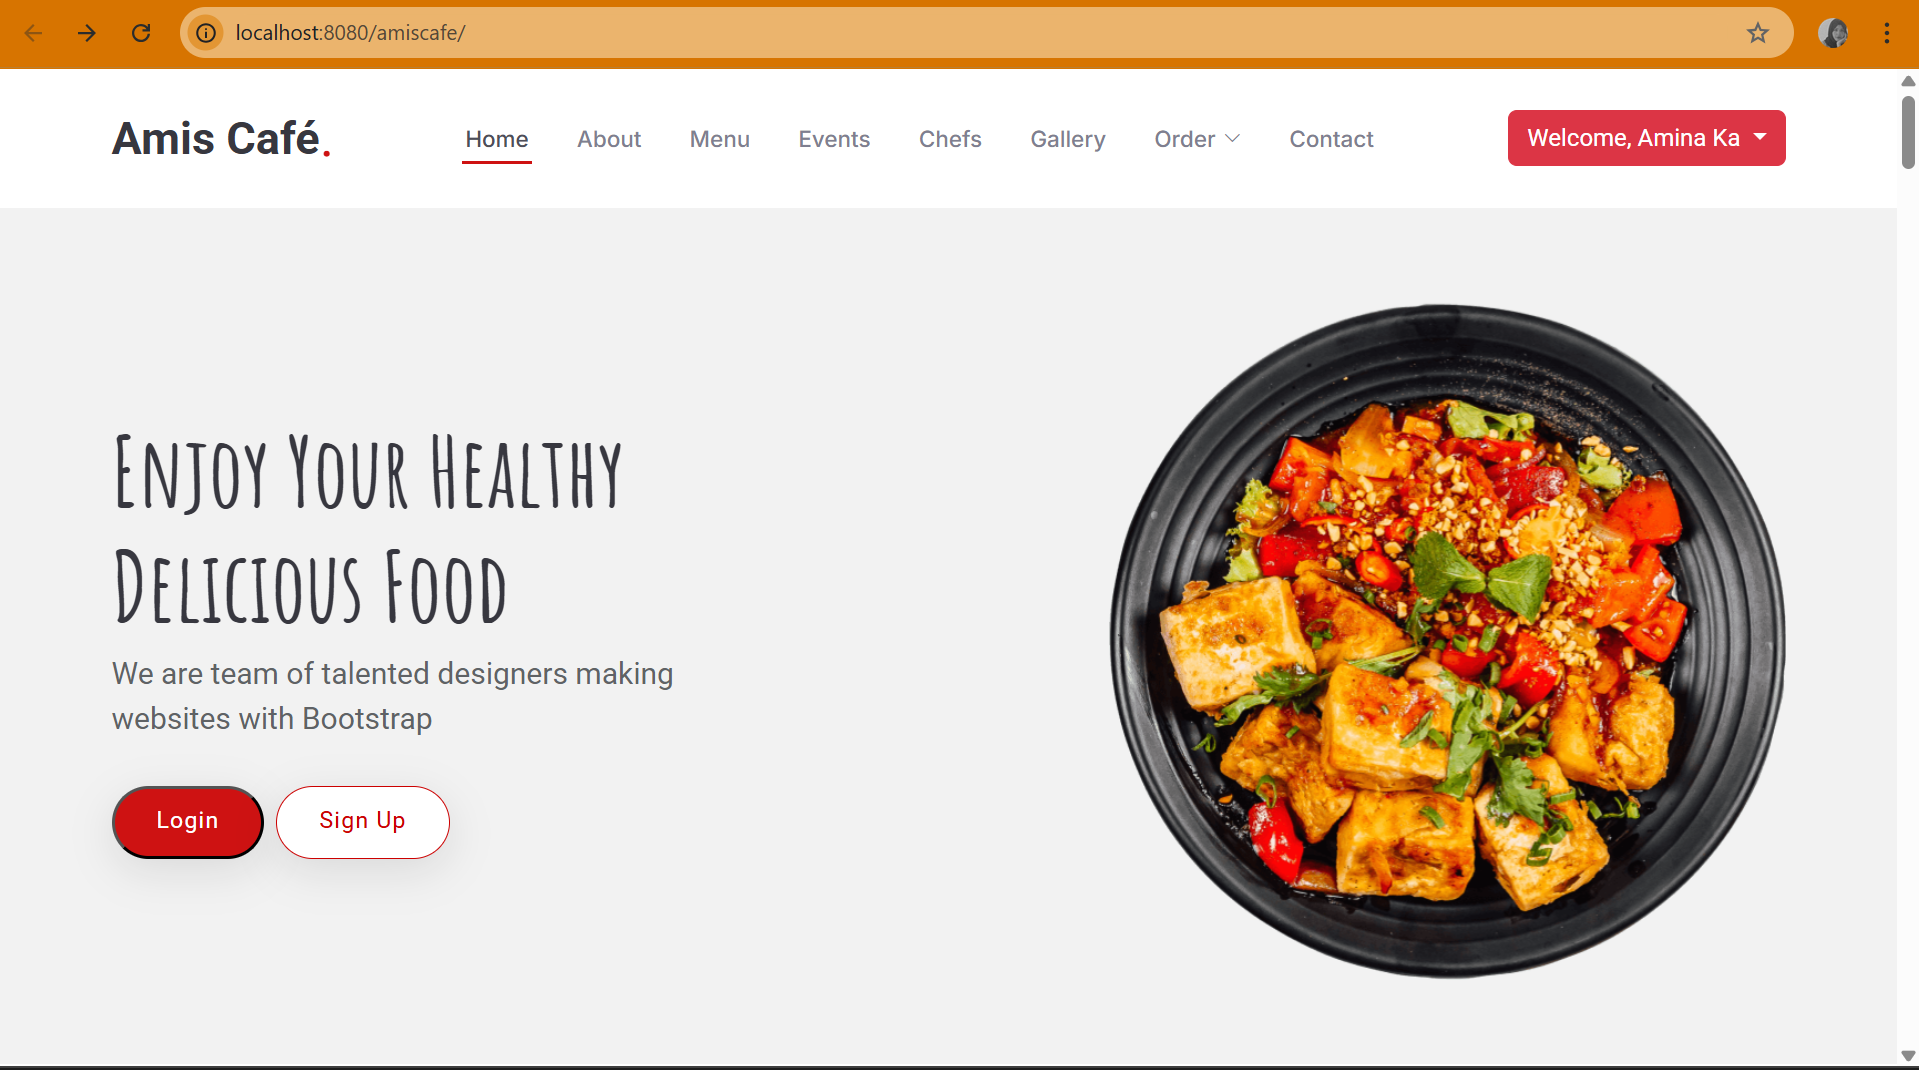 localhost:8080/amiscafe/
Amis Café.
Home About Menu Events Chefs Gallery Order Contact
Welcome, Amina Ka
Enjoy Your Healthy
Delicious Food
We are team of talented designers making
websites with Bootstrap
Login Sign Up